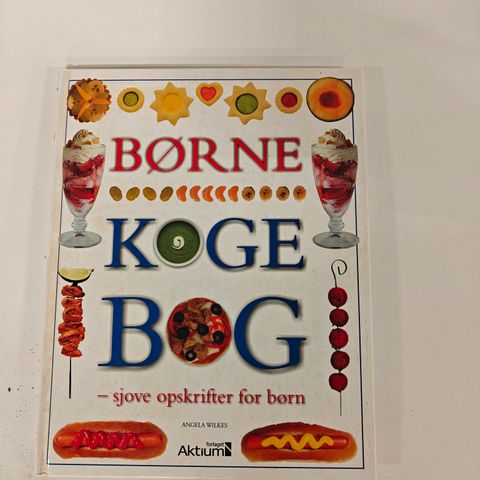 BØRNE
KOGE
BOG
– sjove opskrifter for børn
ANGELA WILKES
forlaget
Aktium